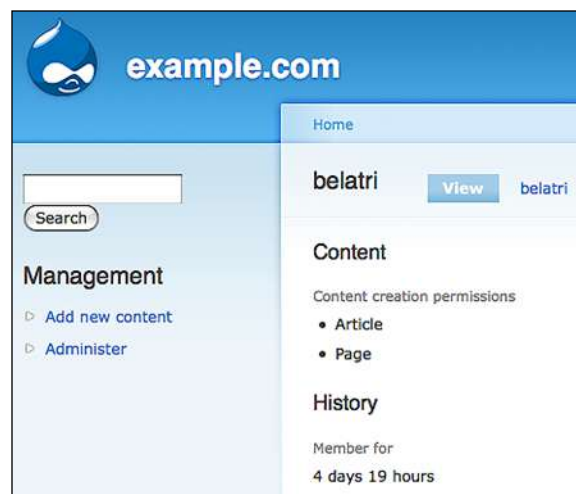 example.com
Home
belatri View belatri
Search
Management
Add new content
Administer
Content
Content creation permissions
Article
Page
History
Member for
4 days 19 hours